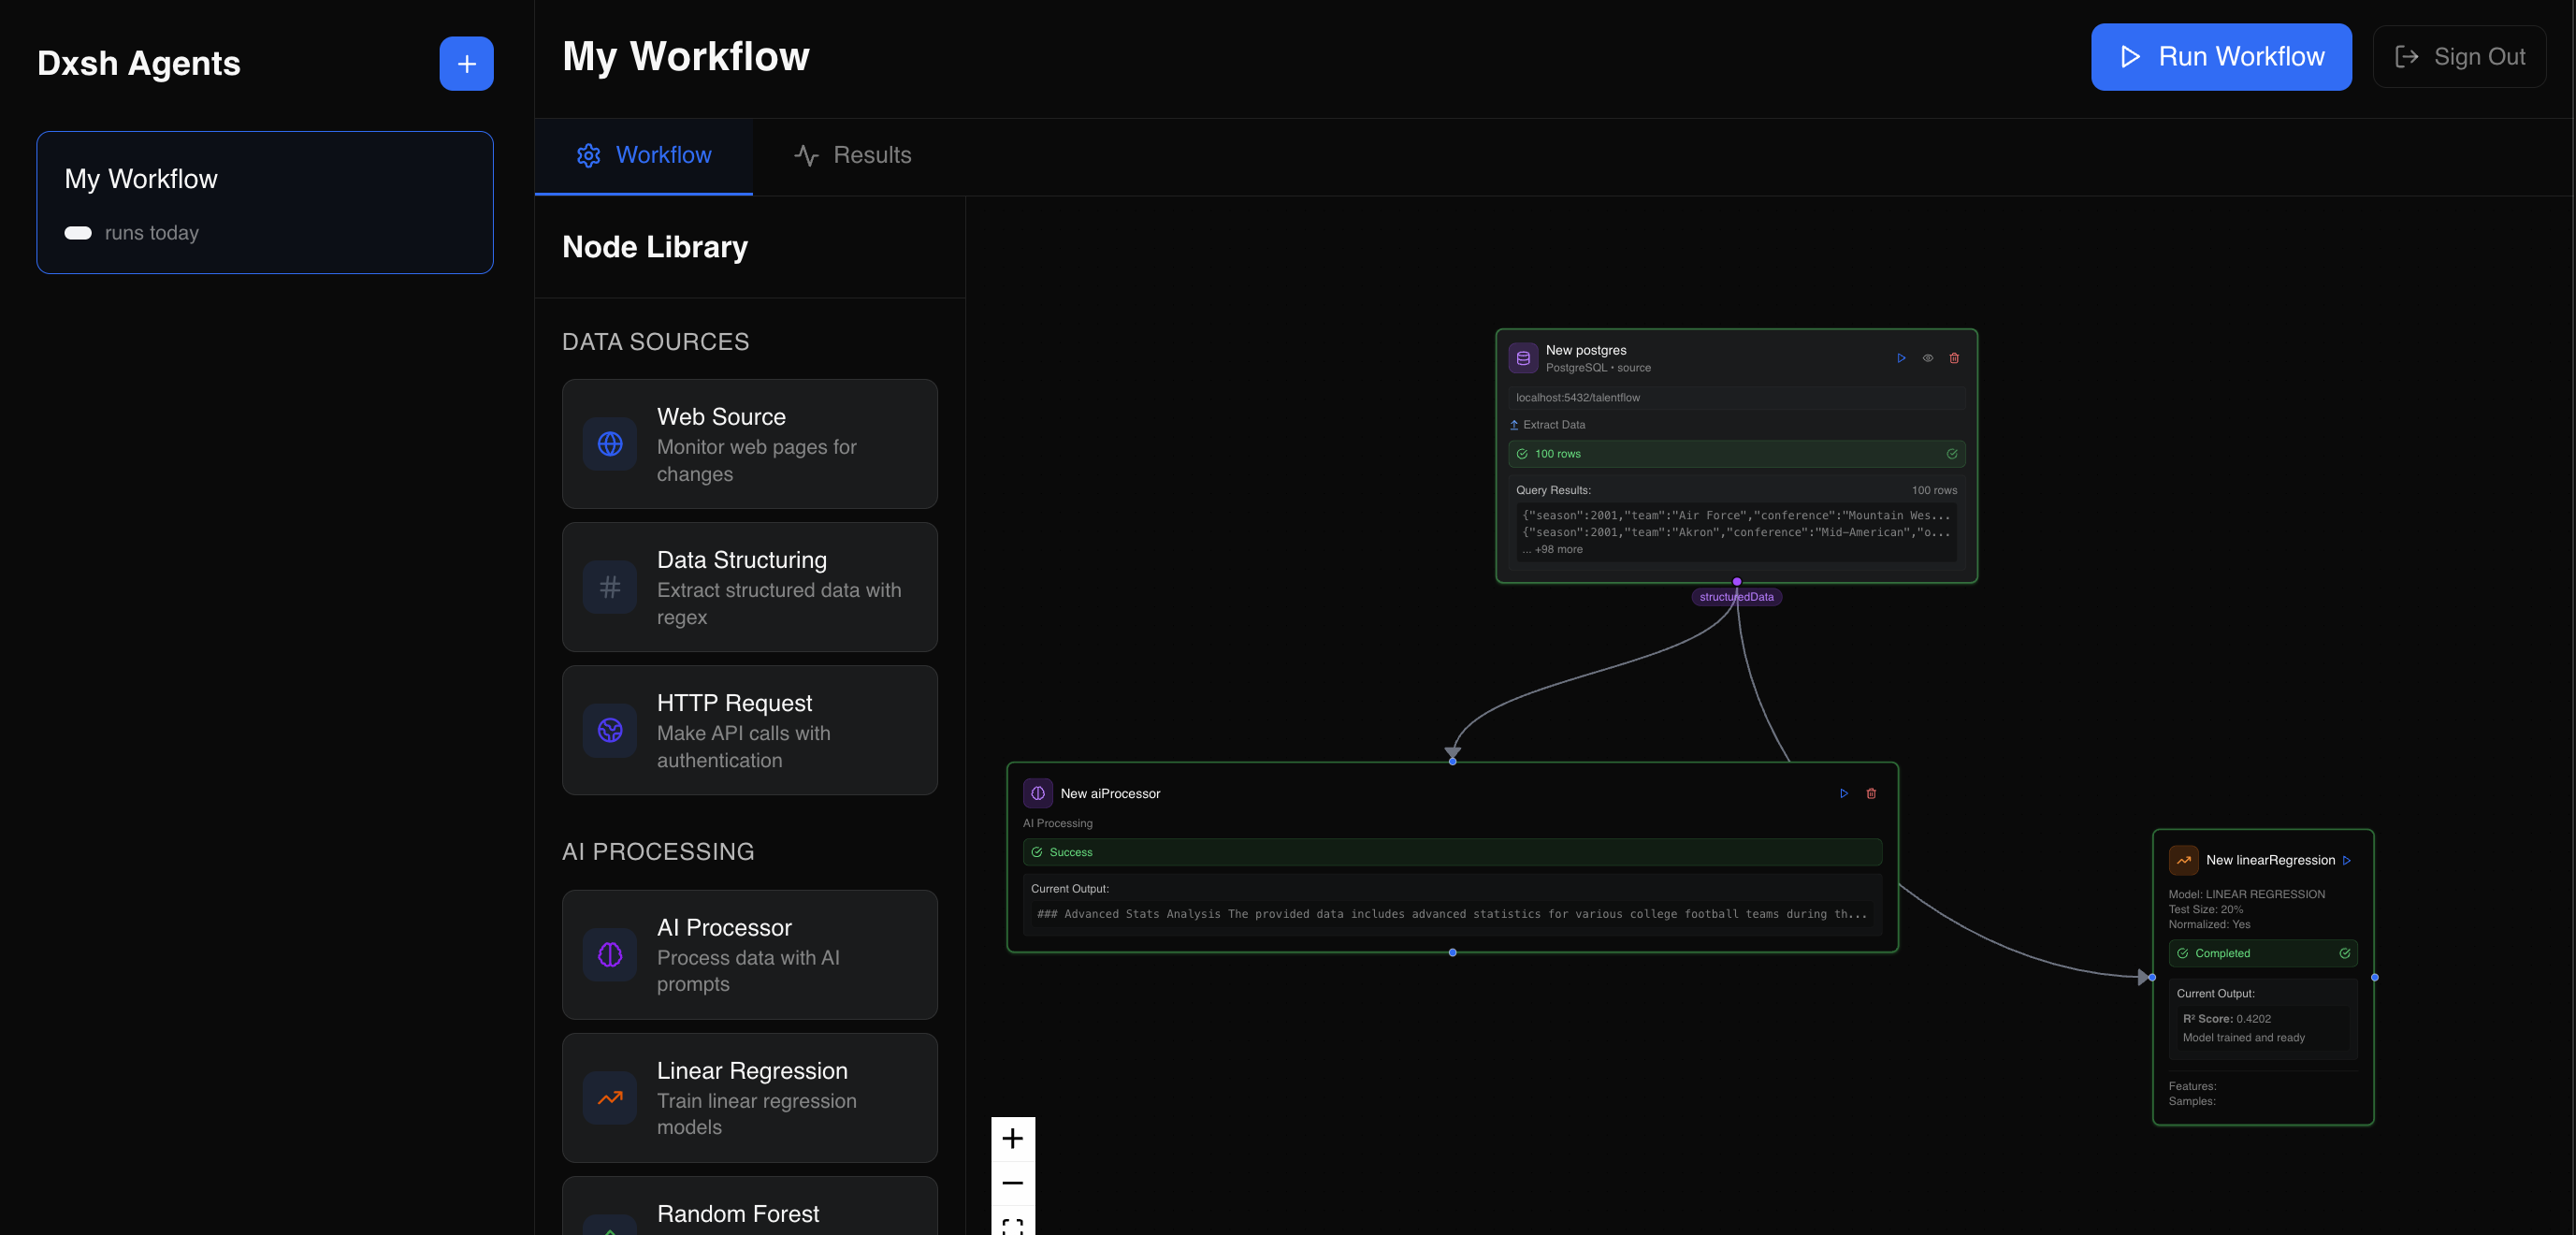 Dxsh Agents
My Workflow
runs today
My Workflow
Run Workflow
Sign Out
Workflow
Results
Node Library
DATA SOURCES
Web Source
Monitor web pages for
changes
Data Structuring
Extract structured data with
regex
HTTP Request
Make API calls with
authentication
AI PROCESSING
AI Processor
Process data with AI
prompts
Linear Regression
Train linear regression
models
Random Forest
New postgres
PostgreSQL • source
localhost:5432/talentflow
Extract Data
100 rows
Query Results:
100 rows
{"season":2001,"team":"Air Force","conference":"Mountain Wes...
{"season":2001,"team":"Akron","conference":"Mid-American","o...
... +98 more
structuredData
New aiProcessor
AI Processing
Success
Current Output:
### Advanced Stats Analysis The provided data includes advanced statistics for various college football teams during th...
New linearRegression
Model: LINEAR REGRESSION
Test Size: 20%
Normalized: Yes
Completed
Current Output:
R² Score: 0.4202
Model trained and ready
Features:
Samples: